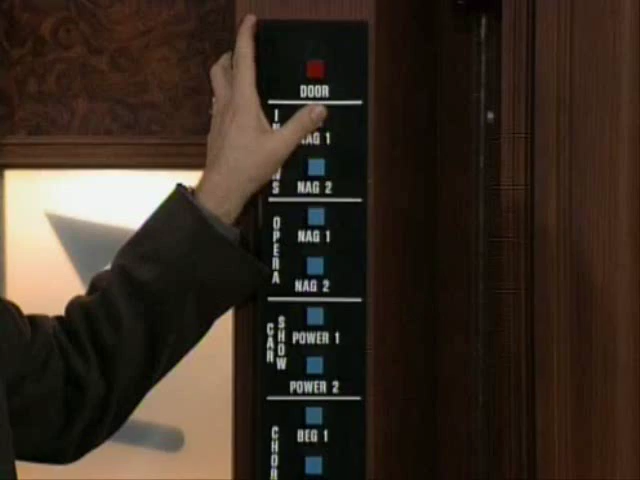 DOOR
NAG 1
NAG 2
OPERA
NAG 1
NAG 2
CAR SHOW
POWER 1
POWER 2
BEG 1